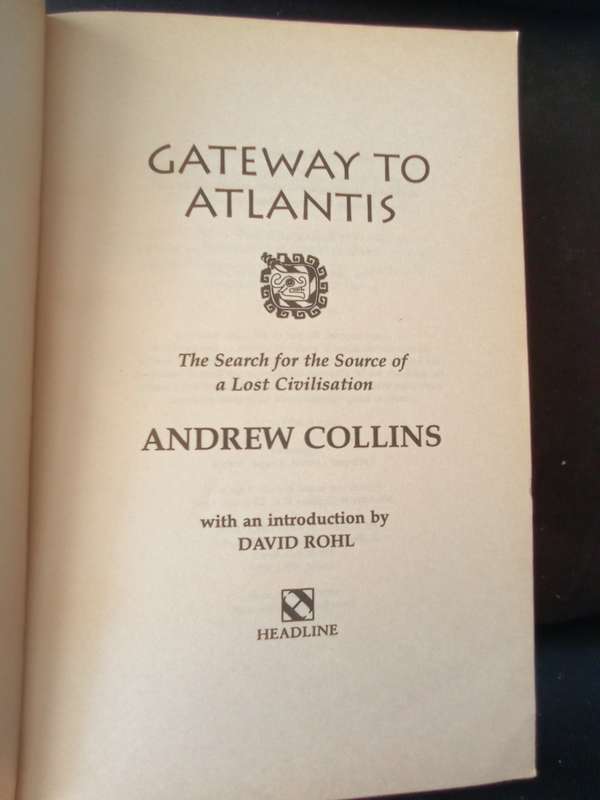 GATEWAY TO
ATLANTIS
The Search for the Source of
a Lost Civilisation
ANDREW COLLINS
with an introduction by
DAVID ROHL
HEADLINE